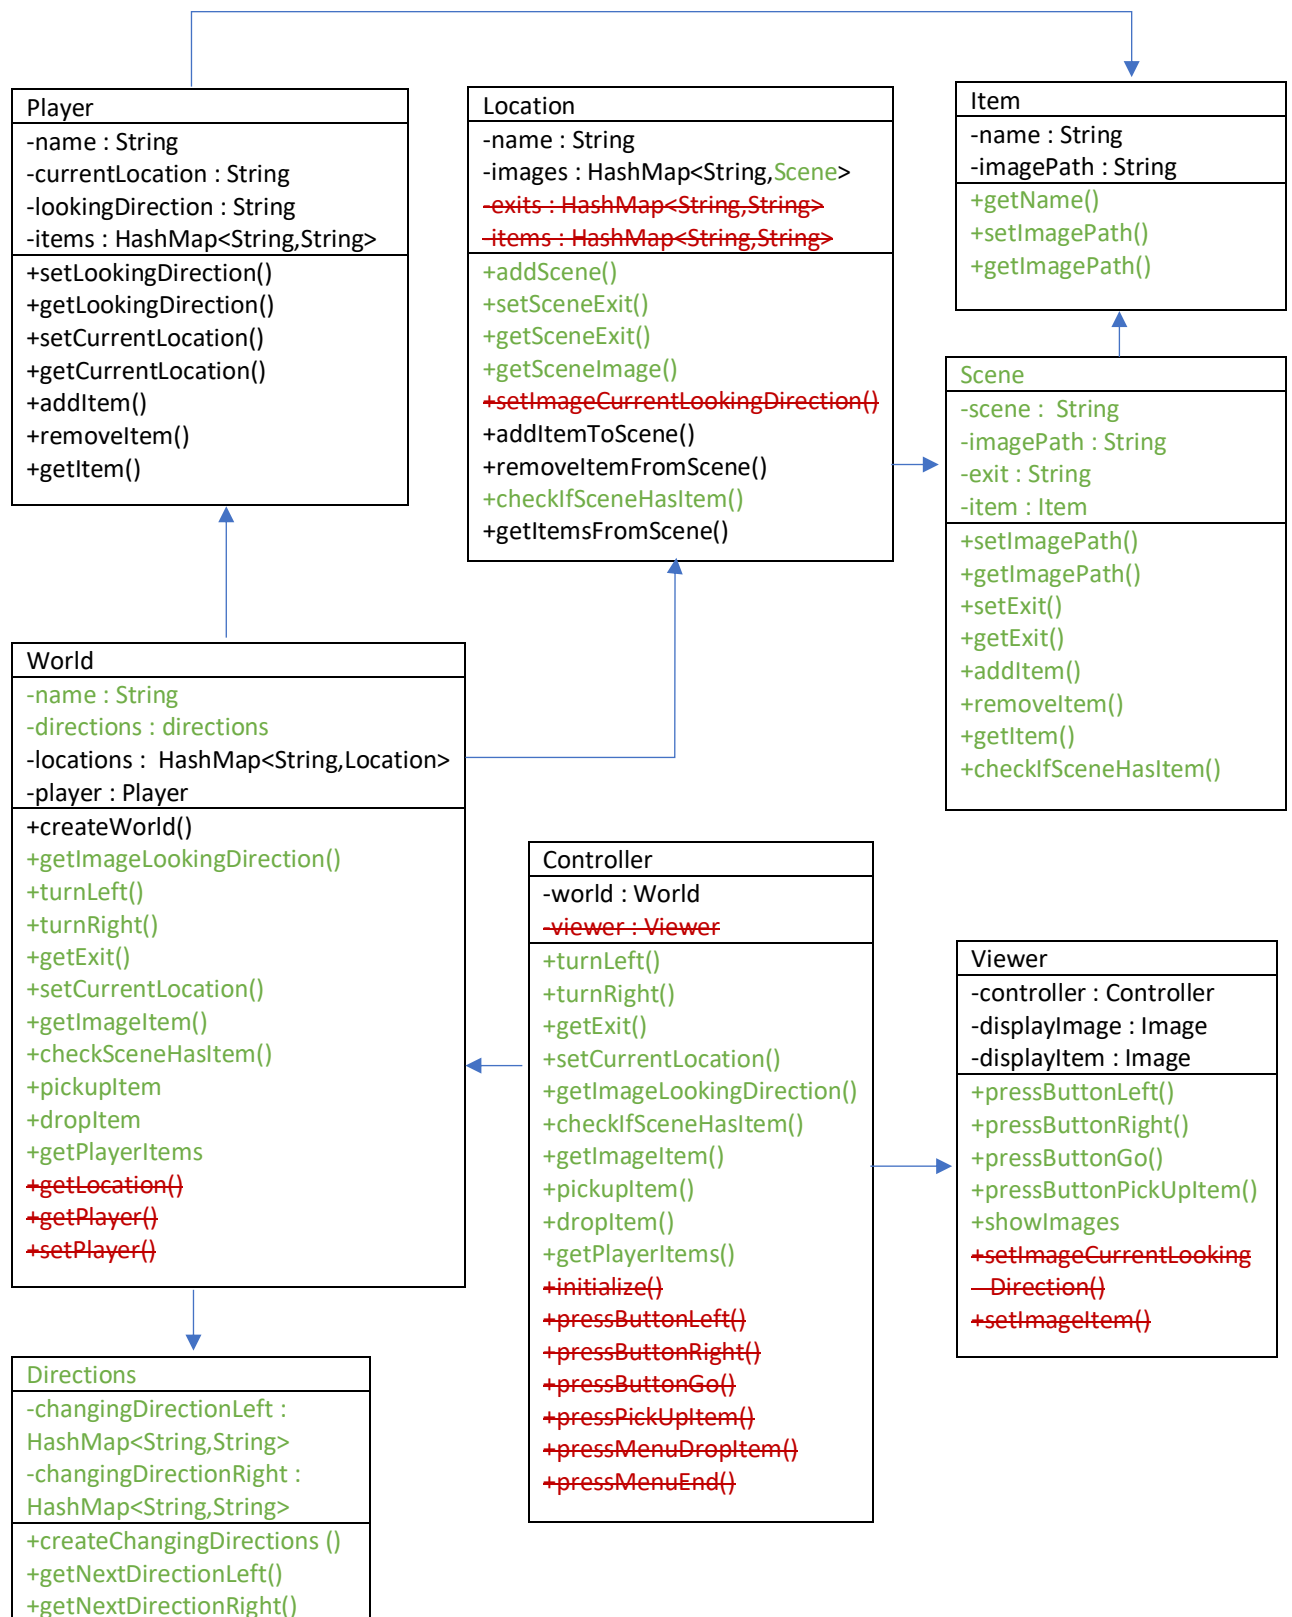 Player
-name : String
-currentLocation : String
-lookingDirection : String
-items : HashMap<String,String>
+setLookingDirection()
+getLookingDirection()
+setCurrentLocation()
+getCurrentLocation()
+addItem()
+removeItem()
+getItem()
Location
-name : String
-images : HashMap<String,Scene>
-exits : HashMap<String,String>
-items : HashMap<String,String>
+addScene()
+setSceneExit()
+getSceneExit()
+getSceneImage()
+setImageCurrentLookingDirection()
+addItemToScene()
+removeItemFromScene()
+checkIfSceneHasItem()
+getItemsFromScene()
Item
-name : String
-imagePath : String
+getName()
+setImagePath()
+getImagePath()
Scene
-scene : String
-imagePath : String
-exit : String
-item : Item
+setImagePath()
+getImagePath()
+setExit()
+getExit()
+addItem()
+removeItem()
+getItem()
+checkIfSceneHasItem()
World
-name : String
-directions : directions
-locations : HashMap<String,Location>
-player : Player
+createWorld()
+getImageLookingDirection()
+turnLeft()
+turnRight()
+getExit()
+setCurrentLocation()
+getImageItem()
+checkSceneHasItem()
+pickupItem
+dropItem
+getPlayerItems
+getLocation()
+getPlayer()
+setPlayer()
Controller
-world : World
-viewer : Viewer
+turnLeft()
+turnRight()
+getExit()
+setCurrentLocation()
+getImageLookingDirection()
+checkIfSceneHasItem()
+getImageItem()
+pickupItem()
+dropItem()
+getPlayerItems()
+initialize()
+pressButtonLeft()
+pressButtonRight()
+pressButtonGo()
+pressPickUpItem()
+pressMenuDropItem()
+pressMenuEnd()
Viewer
-controller : Controller
-displayImage : Image
-displayItem : Image
+pressButtonLeft()
+pressButtonRight()
+pressButtonGo()
+pressButtonPickUpItem()
+showImages
+setImageCurrentLooking
Direction()
+setImageItem()
Directions
-changingDirectionLeft :
HashMap<String,String>
-changingDirectionRight :
HashMap<String,String>
+createChangingDirections ()
+getNextDirectionLeft()
+getNextDirectionRight()